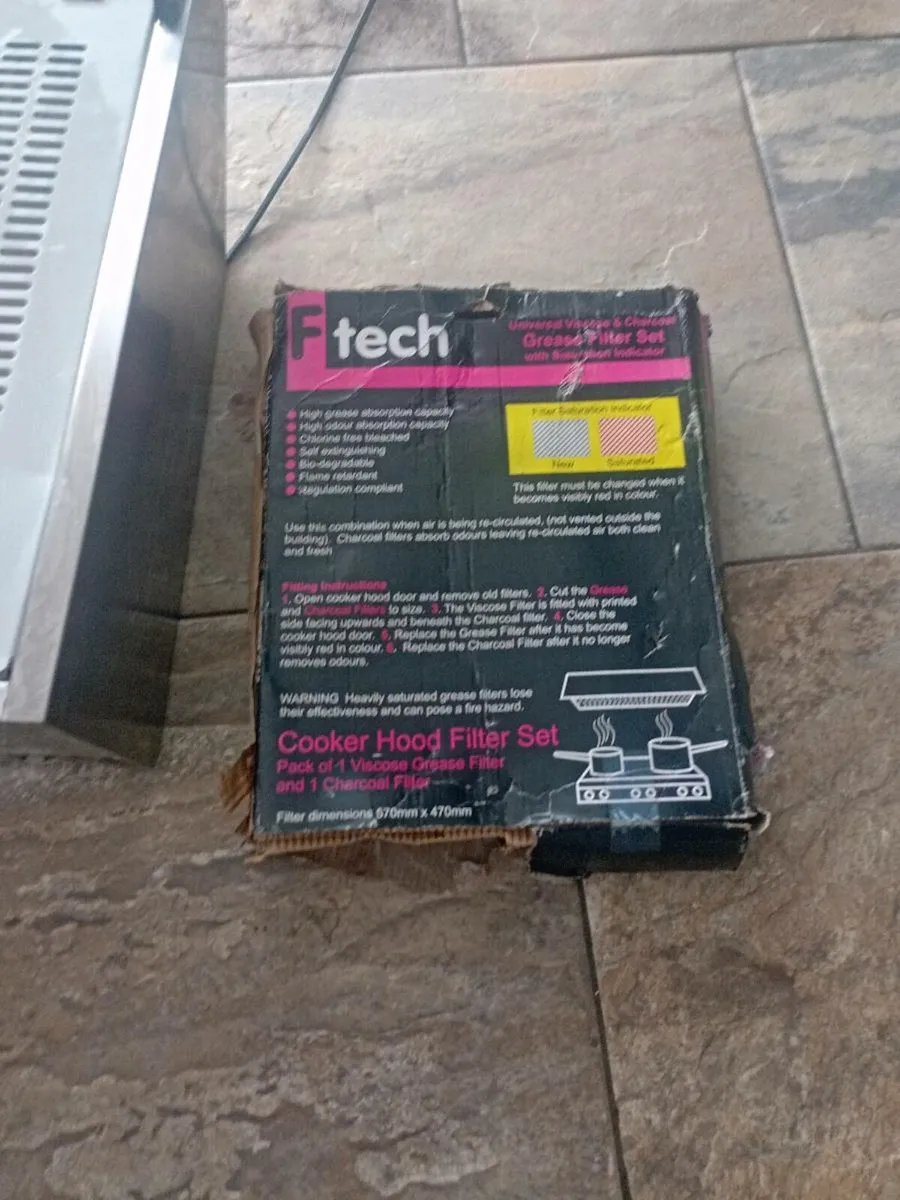 F tech
Universal Viscose & Charcoal
Grease Filter Set
with Saturation Indicator
High grease absorption capacity
High odour absorption capacity
Chlorine free bleached
Self extinguishing
Bio-degradable
Flame retardant
Regulation compliant
Filter Saturation Indicator
New
Saturated
This filter must be changed when it
becomes visibly red in colour.
Use this combination when air is being re-circulated, (not vented outside the
building). Charcoal filters absorb odours leaving re-circulated air both clean
and fresh
Fitting Instructions
1. Open cooker hood door and remove old filters. 2. Cut the Grease
and Charcoal Filters to size. 3. The Viscose Filter is fitted with printed
side facing upwards and beneath the Charcoal filter. 4. Close the
cooker hood door. 5. Replace the Grease Filter after it has become
visibly red in colour. 6. Replace the Charcoal Filter after it no longer
removes odours.
WARNING Heavily saturated grease filters lose
their effectiveness and can pose a fire hazard.
Cooker Hood Filter Set
Pack of 1 Viscose Grease Filter
and 1 Charcoal Filter
Filter dimensions 570mm x 470mm